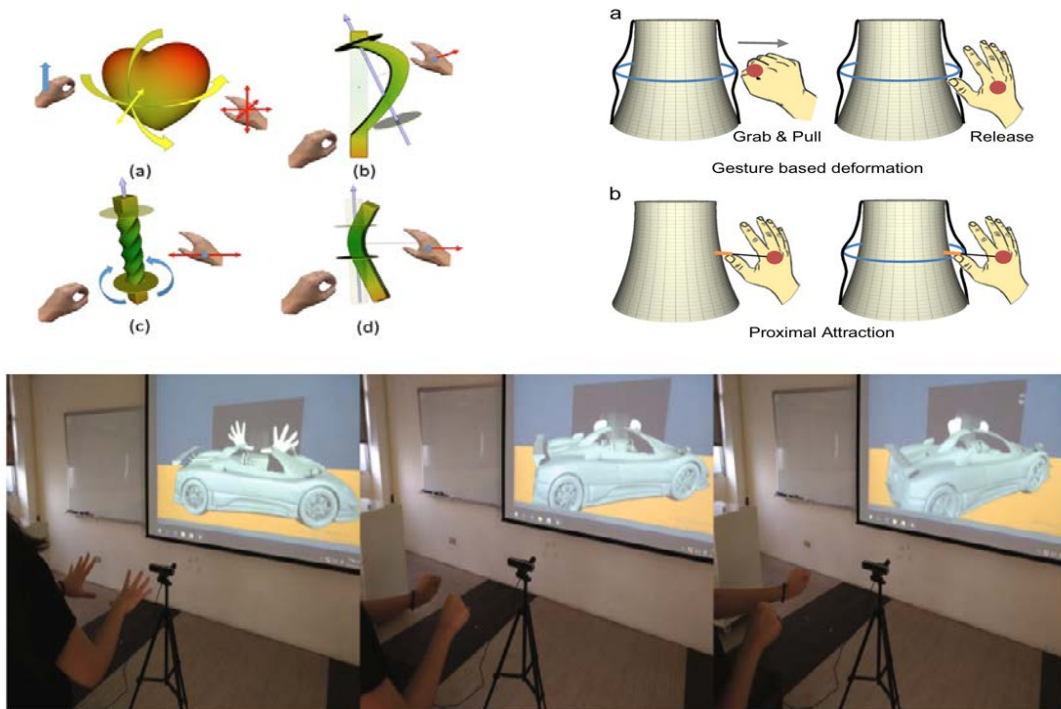 (a)
(b)
(c)
(d)
a
Grab & Pull
Release
Gesture based deformation
b
Proximal Attraction